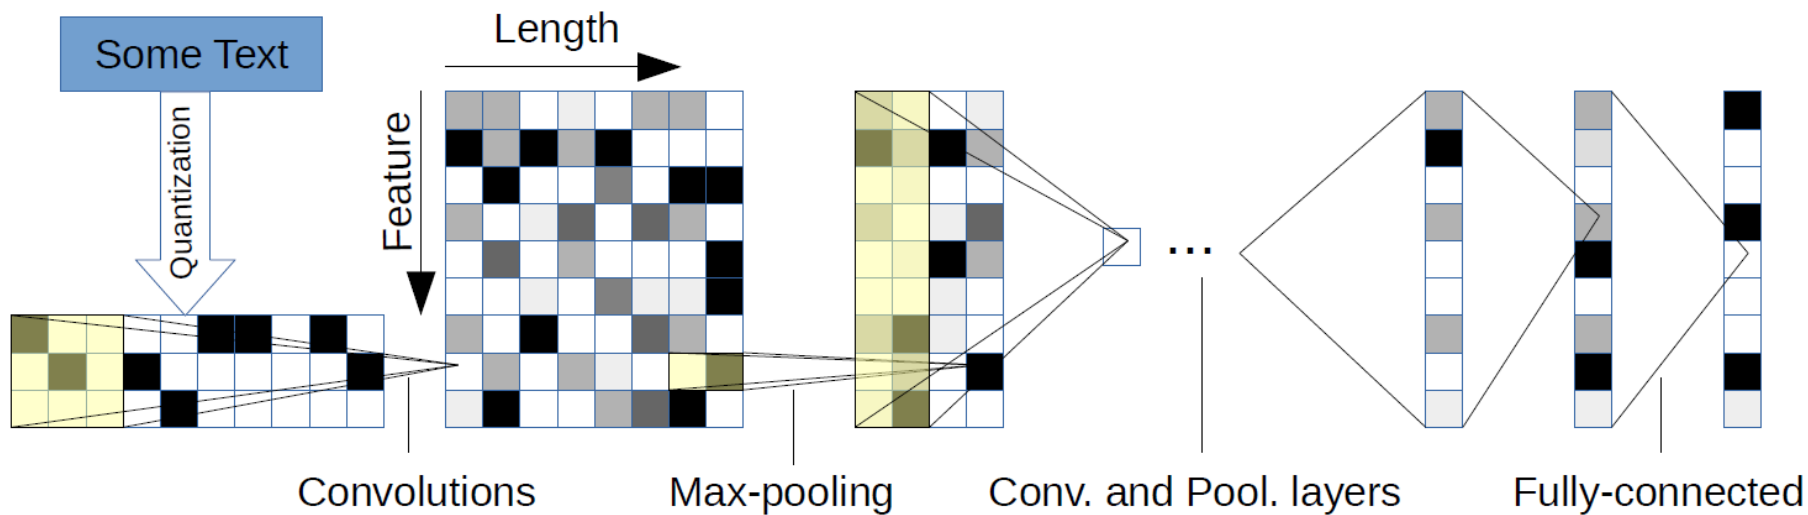 Some Text
Quantization
Length
Feature
...
Convolutions
Max-pooling
Conv. and Pool. layers
Fully-connected